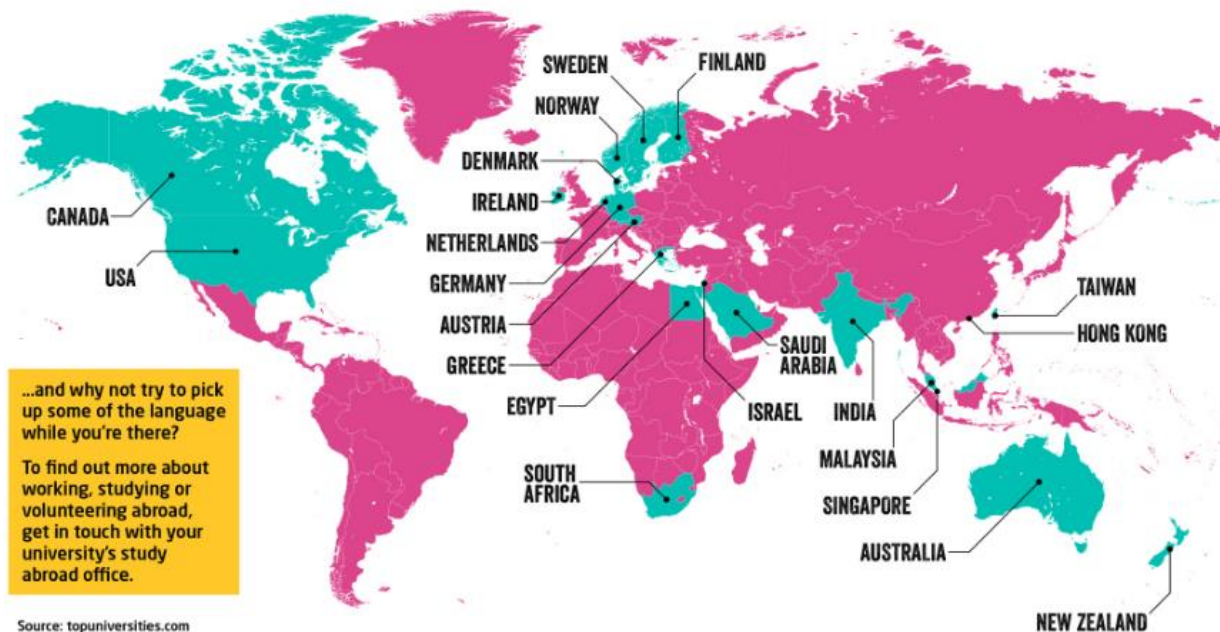 SWEDEN
FINLAND
NORWAY
DENMARK
IRELAND
CANADA
NETHERLANDS
USA
GERMANY
AUSTRIA
GREECE
EGYPT
SAUDI
ARABIA
ISRAEL
INDIA
TAIWAN
HONG KONG
MALAYSIA
SINGAPORE
SOUTH
AFRICA
AUSTRALIA
NEW ZEALAND
...and why not try to pick
up some of the language
while you're there?
To find out more about
working, studying or
volunteering abroad,
get in touch with your
university's study
abroad office.
Source: topuniversities.com